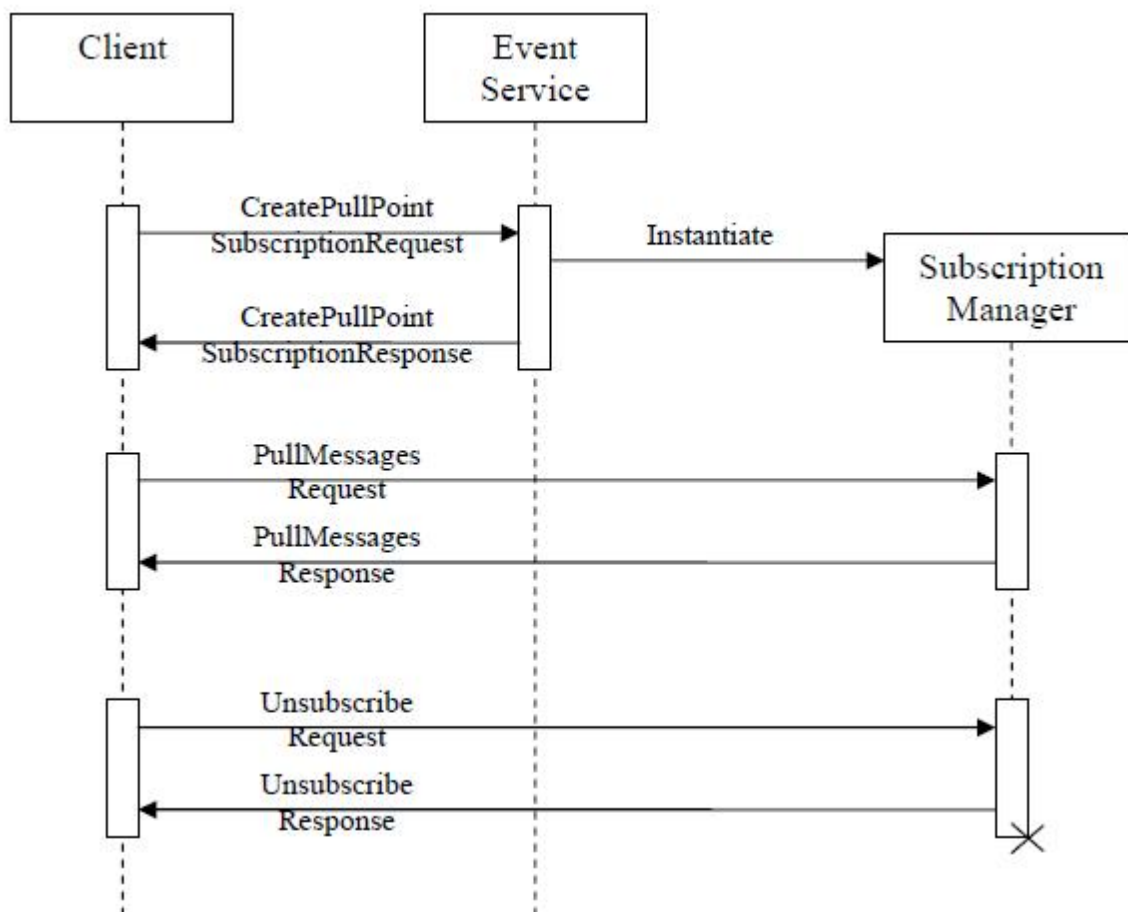 Client
Event
Service
CreatePullPoint
SubscriptionRequest
Instantiate
Subscription
Manager
CreatePullPoint
SubscriptionResponse
PullMessages
Request
PullMessages
Response
Unsubscribe
Request
Unsubscribe
Response